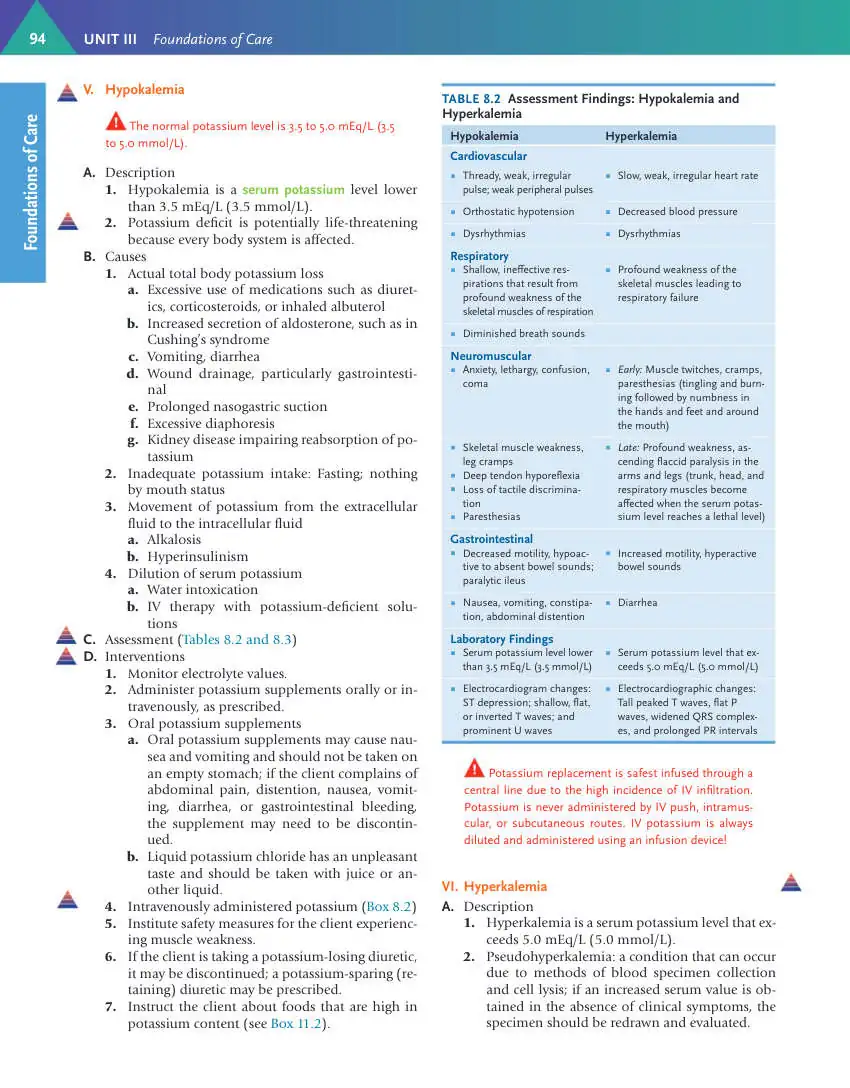 94 UNIT III Foundations of Care
Foundations of Care
V. Hypokalemia
The normal potassium level is 3.5 to 5.0 mEq/L (3.5
to 5.0 mmol/L).
A. Description
1. Hypokalemia is a serum potassium level lower
than 3.5 mEq/L (3.5 mmol/L).
2. Potassium deficit is potentially life-threatening
because every body system is affected.
B. Causes
1. Actual total body potassium loss
a. Excessive use of medications such as diuret-
ics, corticosteroids, or inhaled albuterol
b. Increased secretion of aldosterone, such as in
Cushing's syndrome
c. Vomiting, diarrhea
d. Wound drainage, particularly gastrointesti-
nal
e. Prolonged nasogastric suction
f. Excessive diaphoresis
g. Kidney disease impairing reabsorption of po-
tassium
2. Inadequate potassium intake: Fasting; nothing
by mouth status
3. Movement of potassium from the extracellular
fluid to the intracellular fluid
a. Alkalosis
b. Hyperinsulinism
4. Dilution of serum potassium
a. Water intoxication
b. IV therapy with potassium-deficient solu-
tions
C. Assessment (Tables 8.2 and 8.3)
D. Interventions
1. Monitor electrolyte values.
2. Administer potassium supplements orally or in-
travenously, as prescribed.
3. Oral potassium supplements
a. Oral potassium supplements may cause nau-
sea and vomiting and should not be taken on
an empty stomach; if the client complains of
abdominal pain, distention, nausea, vomit-
ing, diarrhea, or gastrointestinal bleeding,
the supplement may need to be discontin-
ued.
b. Liquid potassium chloride has an unpleasant
taste and should be taken with juice or an-
other liquid.
4. Intravenously administered potassium (Box 8.2)
5. Institute safety measures for the client experienc-
ing muscle weakness.
6. If the client is taking a potassium-losing diuretic,
it may be discontinued; a potassium-sparing (re-
taining) diuretic may be prescribed.
7. Instruct the client about foods that are high in
potassium content (see Box 11.2).
TABLE 8.2 Assessment Findings: Hypokalemia and
Hyperkalemia
Hypokalemia Hyperkalemia
Cardiovascular
▪ Thready, weak, irregular ▪ Slow, weak, irregular heart rate
pulse; weak peripheral pulses
▪ Orthostatic hypotension ▪ Decreased blood pressure
▪ Dysrhythmias ▪ Dysrhythmias
Respiratory
▪ Shallow, ineffective res- ▪ Profound weakness of the
pirations that result from skeletal muscles leading to
profound weakness of the respiratory failure
skeletal muscles of respiration
▪ Diminished breath sounds
Neuromuscular
▪ Anxiety, lethargy, confusion, ▪ Early: Muscle twitches, cramps,
coma paresthesias (tingling and burn-
ing followed by numbness in
the hands and feet and around
the mouth)
▪ Skeletal muscle weakness, ▪ Late: Profound weakness, as-
leg cramps cending flaccid paralysis in the
▪ Deep tendon hyporeflexia arms and legs (trunk, head, and
▪ Loss of tactile discrimina- respiratory muscles become
tion affected when the serum potas-
▪ Paresthesias sium level reaches a lethal level)
Gastrointestinal
▪ Decreased motility, hypoac- ▪ Increased motility, hyperactive
tive to absent bowel sounds; bowel sounds
paralytic ileus
▪ Nausea, vomiting, constipa- ▪ Diarrhea
tion, abdominal distention
Laboratory Findings
▪ Serum potassium level lower ▪ Serum potassium level that ex-
than 3.5 mEq/L (3.5 mmol/L) ceeds 5.0 mEq/L (5.0 mmol/L)
▪ Electrocardiogram changes: ▪ Electrocardiographic changes:
ST depression; shallow, flat, Tall peaked T waves, flat P
or inverted T waves; and waves, widened QRS complex-
prominent U waves es, and prolonged PR intervals
Potassium replacement is safest infused through a
central line due to the high incidence of IV infiltration.
Potassium is never administered by IV push, intramus-
cular, or subcutaneous routes. IV potassium is always
diluted and administered using an infusion device!
VI. Hyperkalemia
A. Description
1. Hyperkalemia is a serum potassium level that ex-
ceeds 5.0 mEq/L (5.0 mmol/L).
2. Pseudohyperkalemia: a condition that can occur
due to methods of blood specimen collection
and cell lysis; if an increased serum value is ob-
tained in the absence of clinical symptoms, the
specimen should be redrawn and evaluated.